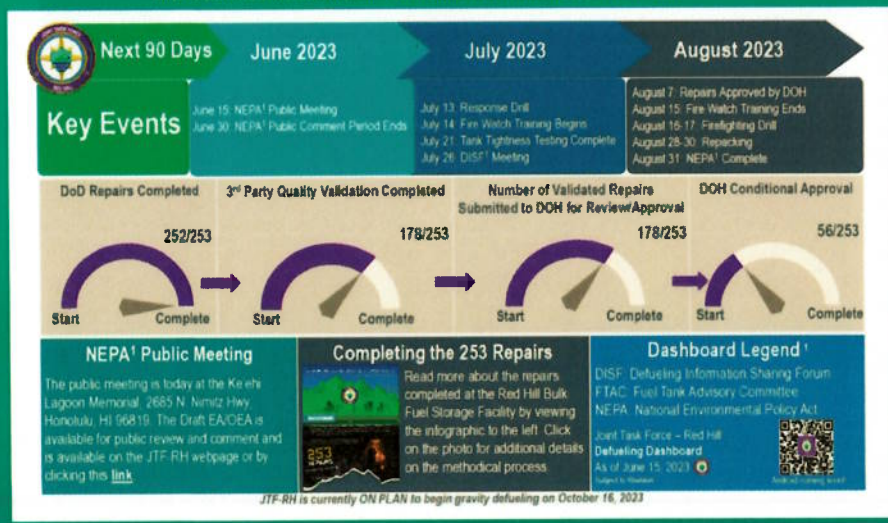 Next 90 Days
June 2023
July 2023
August 2023
Key Events
June 15: NEPA¹ Public Meeting
June 30: NEPA¹ Public Comment Period Ends
July 13: Response Drill
July 14: Fire Watch Training Begins
July 21: Tank Tightness Testing Complete
July 26: DISF¹ Meeting
August 7: Repairs Approved by DOH
August 15: Fire Watch Training Ends
August 16-17: Firefighting Drill
August 28-30: Repacking
August 31: NEPA¹ Complete
DoD Repairs Completed
252/253
Start
Complete
3rd Party Quality Validation Completed
178/253
Start
Complete
Number of Validated Repairs
Submitted to DOH for Review/Approval
178/253
Start
Complete
DOH Conditional Approval
56/253
Start
Complete
NEPA¹ Public Meeting
The public meeting is today at the Ke'ehi
Lagoon Memorial, 2685 N. Nimitz Hwy,
Honolulu, HI 96819. The Draft EA/OEA is
available for public review and comment and
is available on the JTF-RH webpage or by
clicking this link.
Completing the 253 Repairs
253
Read more about the repairs
completed at the Red Hill Bulk
Fuel Storage Facility by viewing
the infographic to the left. Click
on the photo for additional details
on the methodical process.
Dashboard Legend ¹
DISF: Defueling Information Sharing Forum
FTAC: Fuel Tank Advisory Committee
NEPA: National Environmental Policy Act
Joint Task Force – Red Hill
Defueling Dashboard
As of June 15, 2023
JTF-RH is currently ON PLAN to begin gravity defueling on October 16, 2023